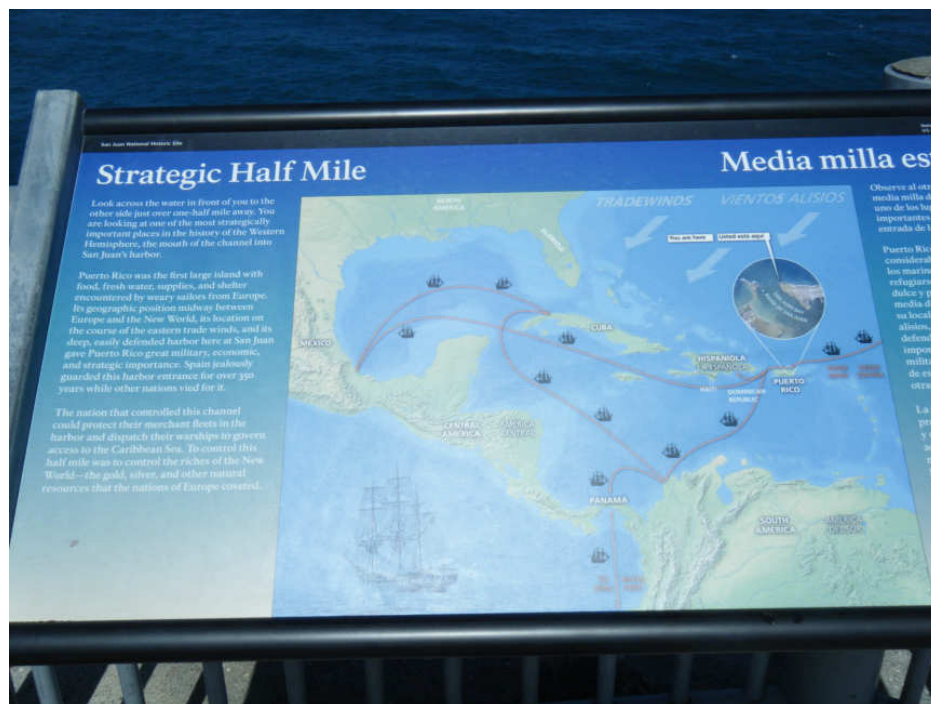 San Juan National Historic Site
Strategic Half Mile
Media milla es
Look across the water in front of you to the
other side just over one-half mile away. You
are looking at one of the most strategically
important places in the history of the Western
Hemisphere, the mouth of the channel into
San Juan's harbor.
Puerto Rico was the first large island with
food, fresh water, supplies, and shelter
encountered by weary sailors from Europe.
Its geographic position midway between
Europe and the New World, its location on
the course of the eastern trade winds, and its
deep, easily defended harbor here at San Juan
gave Puerto Rico great military, economic,
and strategic importance. Spain jealously
guarded this harbor entrance for over 350
years while other nations vied for it.
The nation that controlled this channel
could protect their merchant fleets in the
harbor and dispatch their warships to govern
access to the Caribbean Sea. To control this
half mile was to control the riches of the New
World—the gold, silver, and other natural
resources that the nations of Europe coveted.
NORTH
AMERICA
TRADEWINDS
VIENTOS ALISIOS
FLORIDA
You are here
Usted está aquí
MEXICO
CUBA
HISPANIOLA
LA ESPAÑOLA
HAITI
DOMINICAN
REPUBLIC
PUERTO
RICO
CENTRAL
AMERICA
AMÉRICA
CENTRAL
PANAMA
SOUTH
AMERICA
AMÉRICA
DEL SUR
Observe al otr
media milla d
uno de los lu
importantes
entrada de l
Puerto Ric
considerab
los marin
refugiars
dulce y p
media d
su local
alisios,
defend
impor
milita
de es
otra
La
pro
y